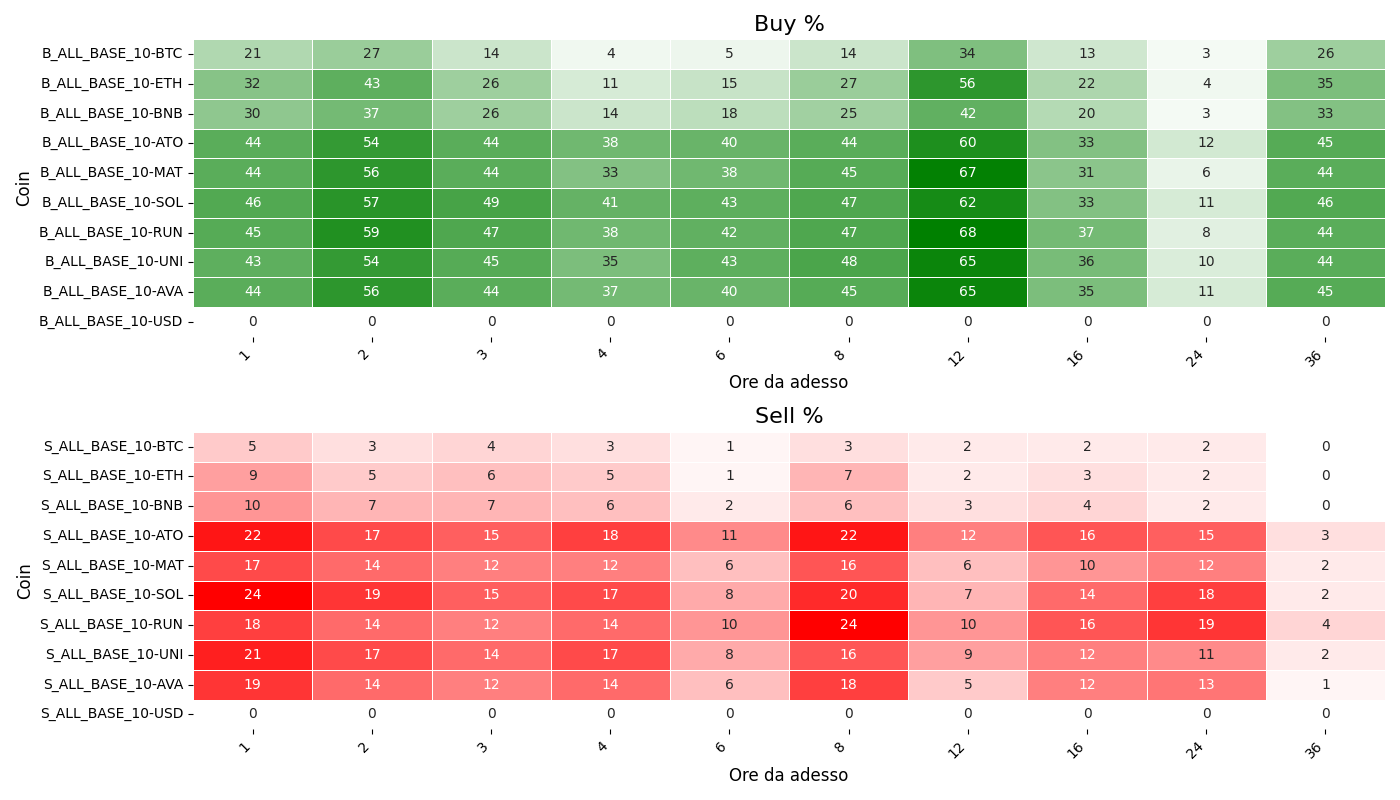 Buy %
Coin
B_ALL_BASE_10-BTC 21 27 14 4 5 14 34 13 3 26
B_ALL_BASE_10-ETH 32 43 26 11 15 27 56 22 4 35
B_ALL_BASE_10-BNB 30 37 26 14 18 25 42 20 3 33
B_ALL_BASE_10-ATO 44 54 44 38 40 44 60 33 12 45
B_ALL_BASE_10-MAT 44 56 44 33 38 45 67 31 6 44
B_ALL_BASE_10-SOL 46 57 49 41 43 47 62 33 11 46
B_ALL_BASE_10-RUN 45 59 47 38 42 47 68 37 8 44
B_ALL_BASE_10-UNI 43 54 45 35 43 48 65 36 10 44
B_ALL_BASE_10-AVA 44 56 44 37 40 45 65 35 11 45
B_ALL_BASE_10-USD 0 0 0 0 0 0 0 0 0 0
1 2 3 4 6 8 12 16 24 36
Ore da adesso
Sell %
Coin
S_ALL_BASE_10-BTC 5 3 4 3 1 3 2 2 2 0
S_ALL_BASE_10-ETH 9 5 6 5 1 7 2 3 2 0
S_ALL_BASE_10-BNB 10 7 7 6 2 6 3 4 2 0
S_ALL_BASE_10-ATO 22 17 15 18 11 22 12 16 15 3
S_ALL_BASE_10-MAT 17 14 12 12 6 16 6 10 12 2
S_ALL_BASE_10-SOL 24 19 15 17 8 20 7 14 18 2
S_ALL_BASE_10-RUN 18 14 12 14 10 24 10 16 19 4
S_ALL_BASE_10-UNI 21 17 14 17 8 16 9 12 11 2
S_ALL_BASE_10-AVA 19 14 12 14 6 18 5 12 13 1
S_ALL_BASE_10-USD 0 0 0 0 0 0 0 0 0 0
1 2 3 4 6 8 12 16 24 36
Ore da adesso